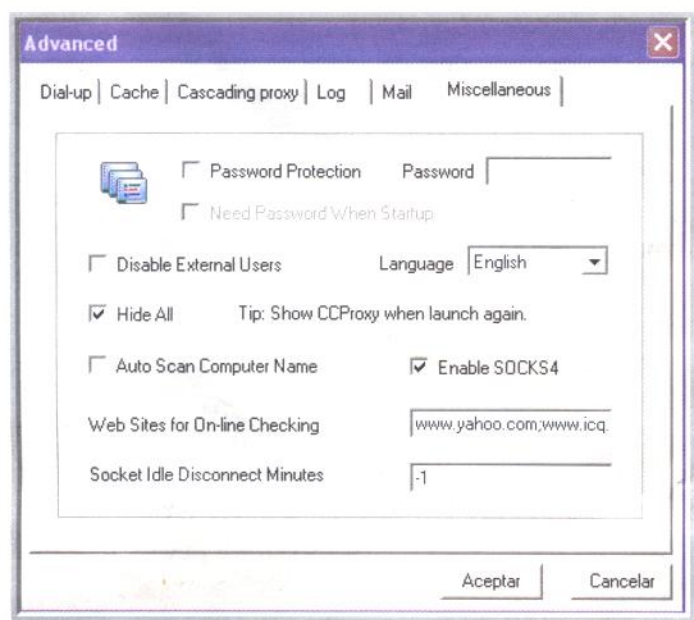 Advanced
Dial-up Cache Cascading proxy Log Mail Miscellaneous
Password Protection Password
Need Password When Startup
Disable External Users Language English
Hide All Tip: Show CCProxy when launch again.
Auto Scan Computer Name Enable SOCKS4
Web Sites for On-line Checking www.yahoo.com;www.icq.
Socket Idle Disconnect Minutes -1
Aceptar Cancelar